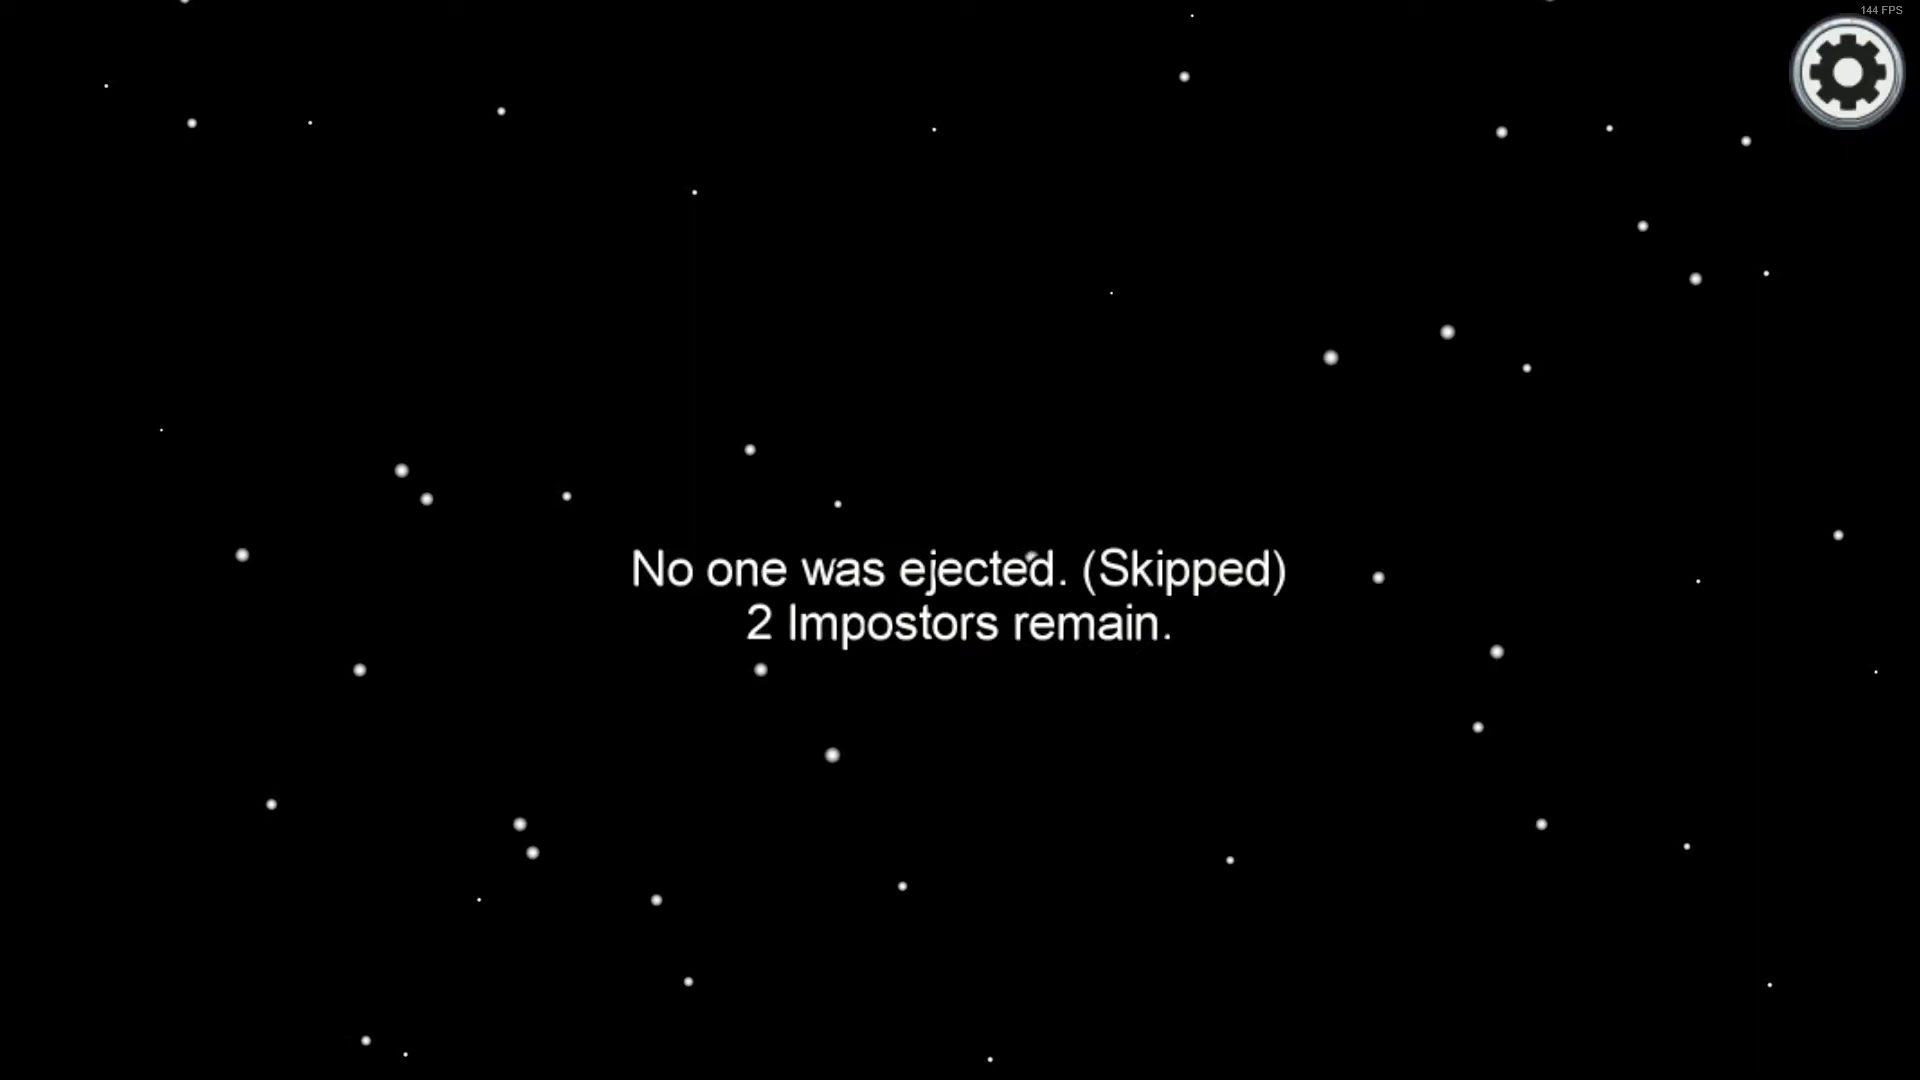 144 FPS
No one was ejected. (Skipped)
2 Impostors remain.